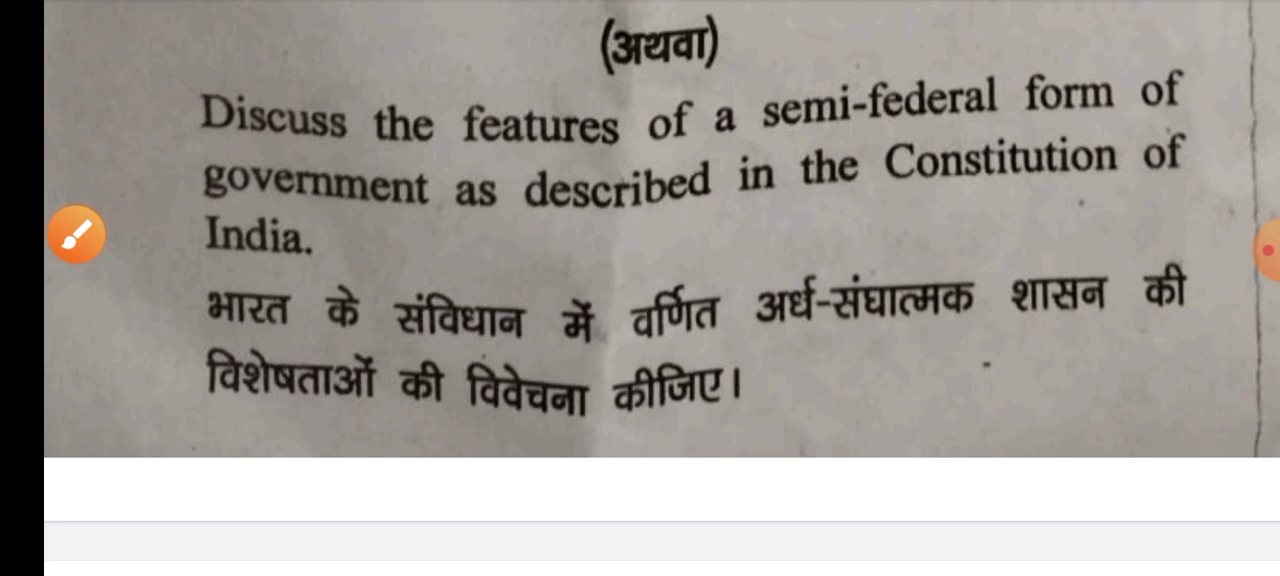 (अथवा)
Discuss the features of a semi-federal form of
government as described in the Constitution of
India.
भारत के संविधान में वर्णित अर्ध-संघात्मक शासन की
विशेषताओं की विवेचना कीजिए।